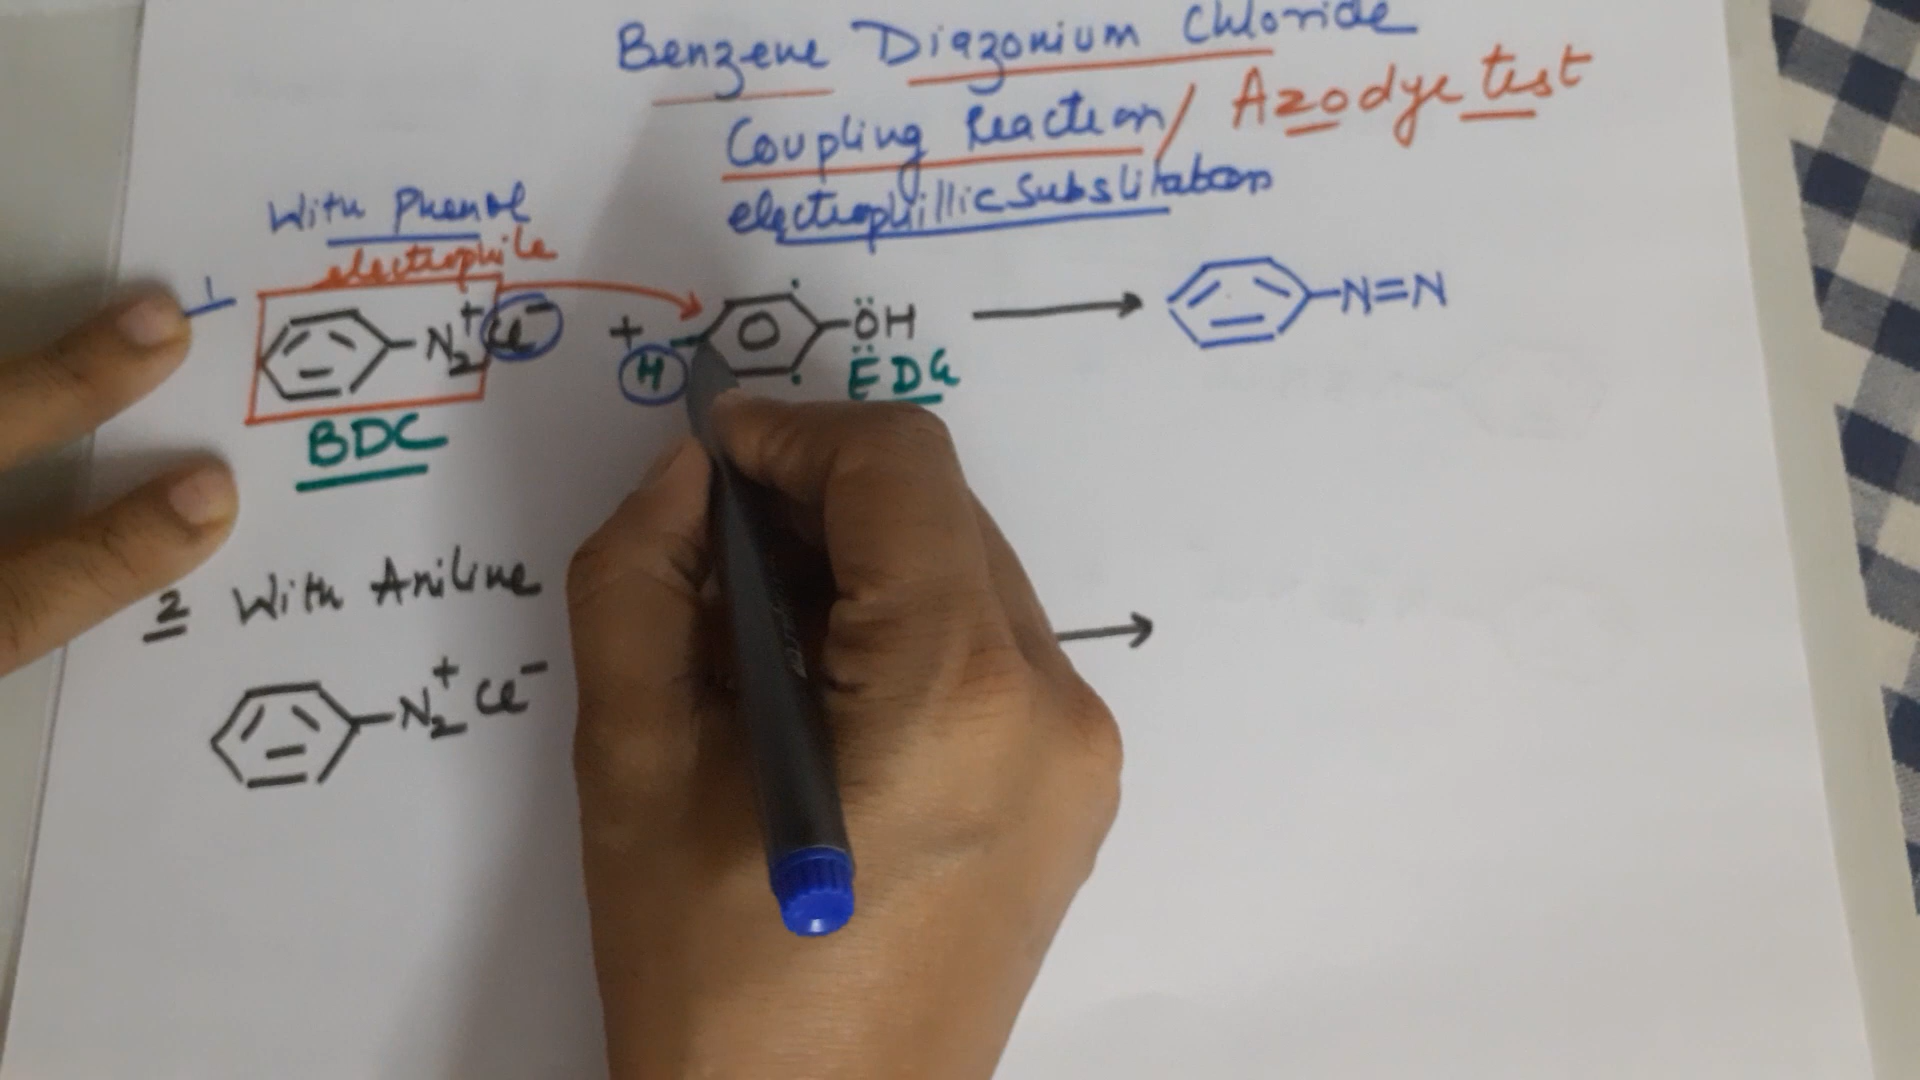 Benzene Diazonium Chloride
Coupling Reaction / Azodye test
electrophillic Substitution
With Phenol
electrophile
1
N2+ Cl- + H ÖH N=N
BDC
EDG
2 With Aniline
N2+ Cl-